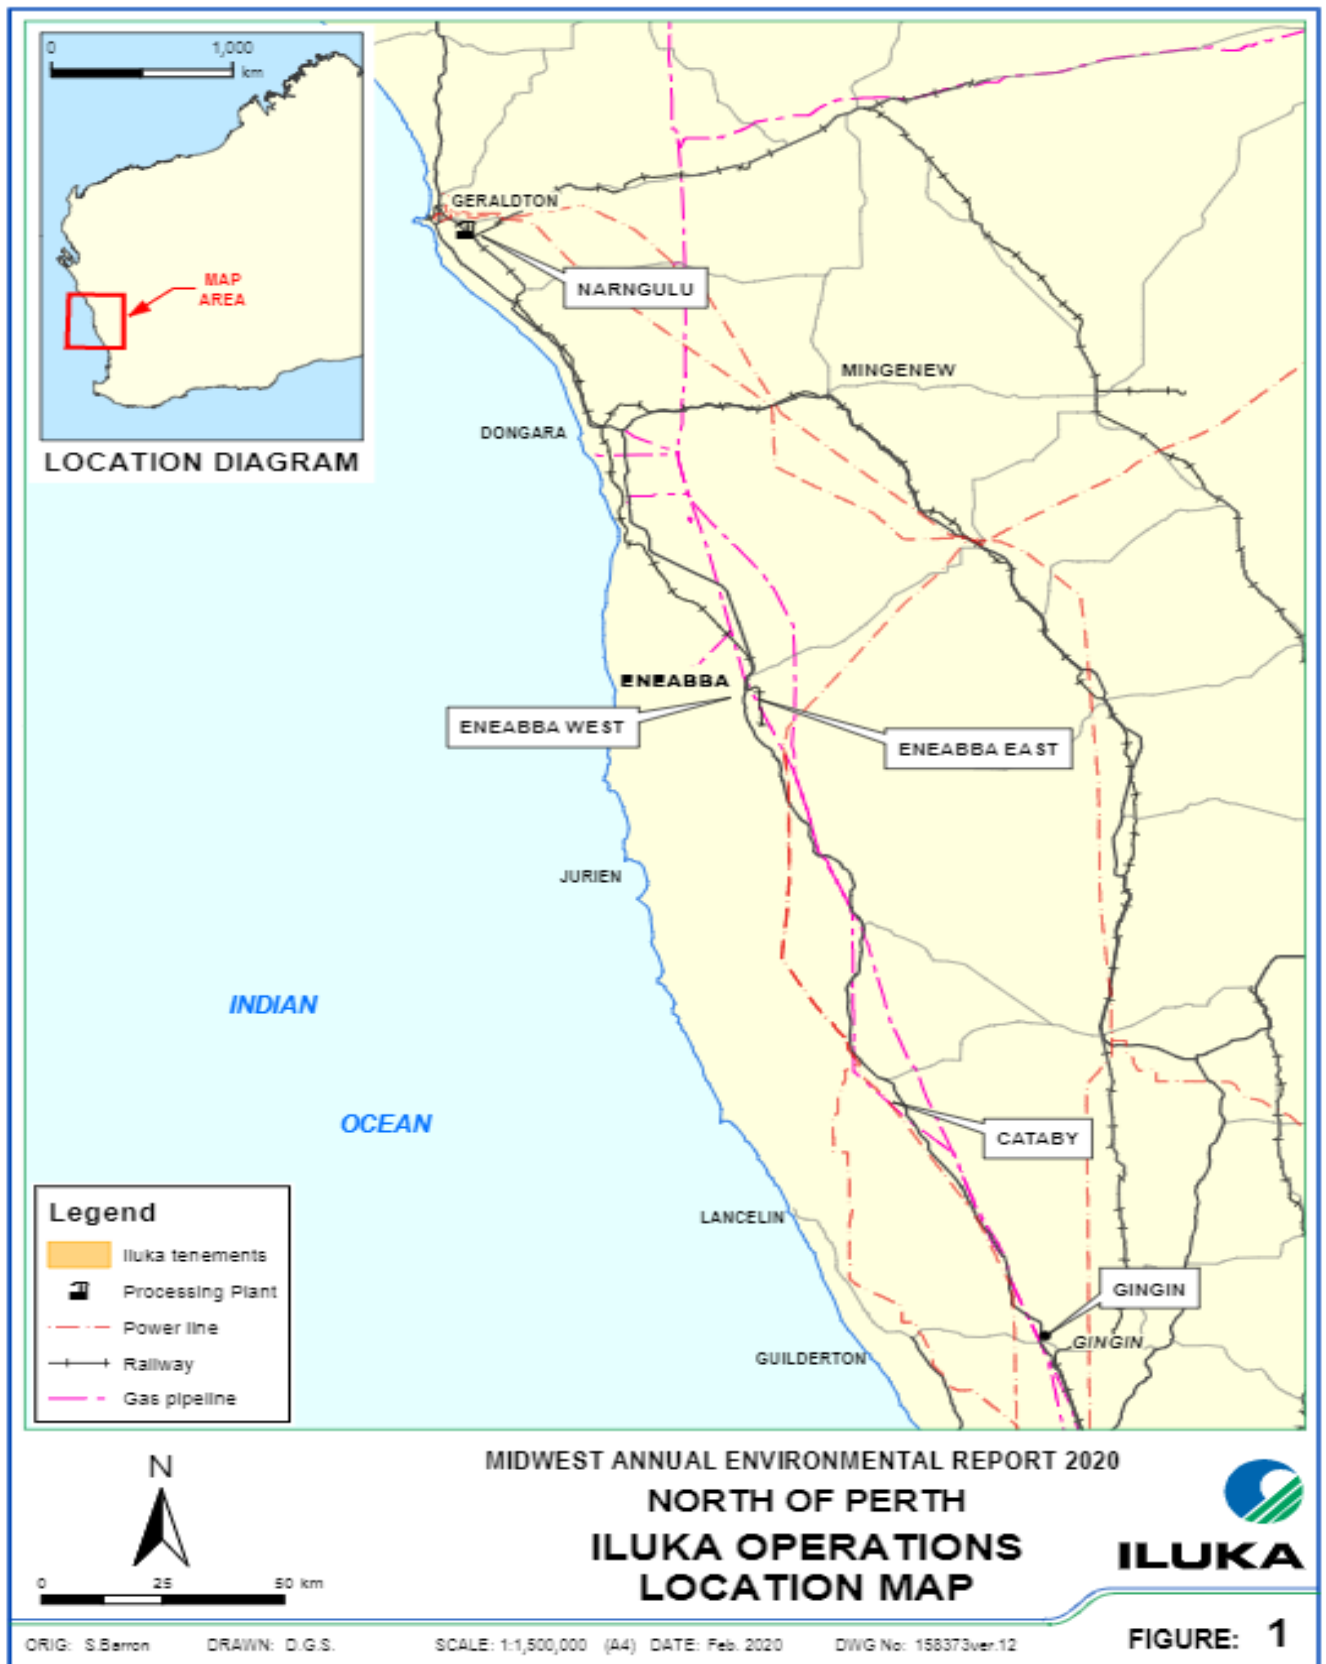 0 1,000
km
MAP
AREA
LOCATION DIAGRAM
GERALDTON
NARNGULU
MINGENEW
DONGARA
ENEABBA
ENEABBA WEST
ENEABBA EAST
JURIEN
INDIAN
OCEAN
CATABY
LANCELIN
GINGIN
GINGIN
GUILDERTON
Legend
Iluka tenements
Processing Plant
Power line
Railway
Gas pipeline
N
0 25 50 km
MIDWEST ANNUAL ENVIRONMENTAL REPORT 2020
NORTH OF PERTH
ILUKA OPERATIONS
LOCATION MAP
ILUKA
ORIG: S.Barron DRAWN: D.G.S. SCALE: 1:1,500,000 (A4) DATE: Feb. 2020 DWG No: 158373ver.12
FIGURE: 1